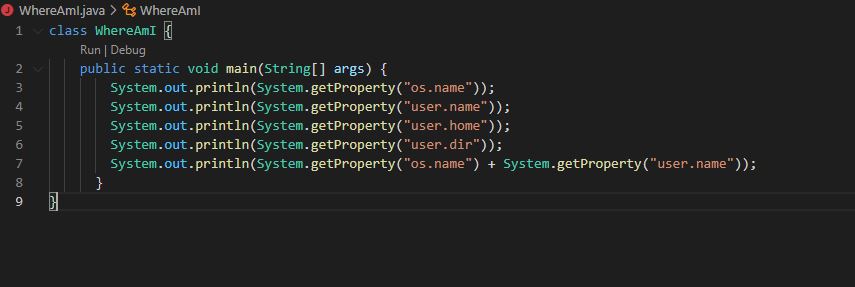 WhereAmI.java > WhereAmI
1 class WhereAmI {
Run | Debug
2 public static void main(String[] args) {
3 System.out.println(System.getProperty("os.name"));
4 System.out.println(System.getProperty("user.name"));
5 System.out.println(System.getProperty("user.home"));
6 System.out.println(System.getProperty("user.dir"));
7 System.out.println(System.getProperty("os.name") + System.getProperty("user.name"));
8 }
9 }